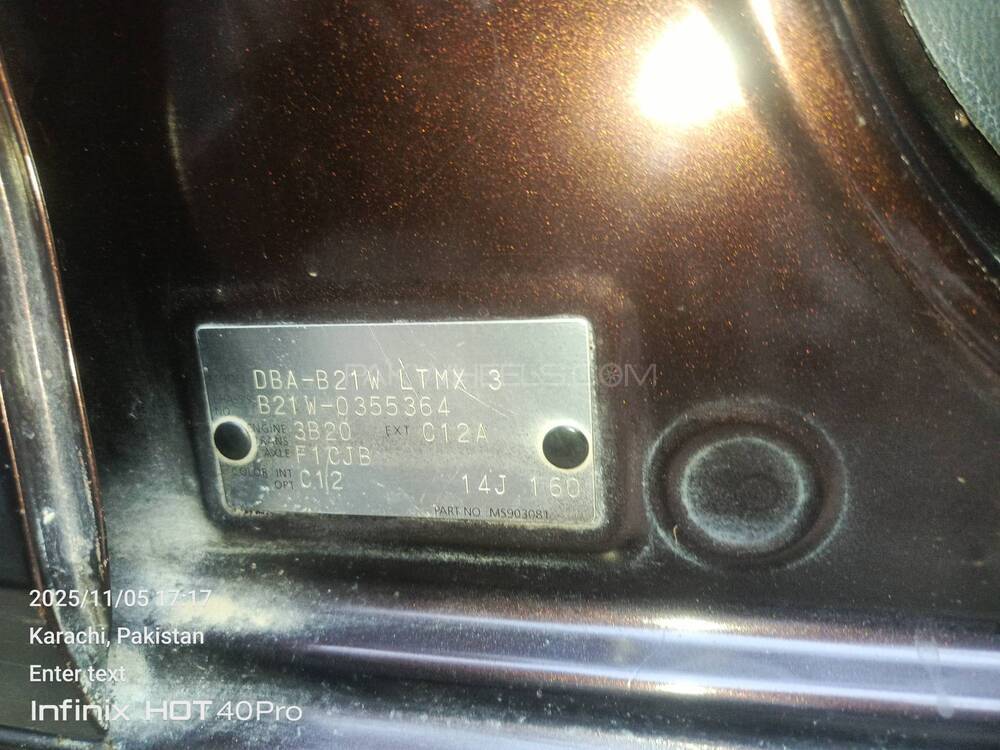 DBA-B21W LTMX 3
B21W-0355364
ENGINE 3B20 EXT C12A
TRANS AXLE F1CJB
COLOR INT OPT C12 14J 160
PART NO MS903081
2025/11/05 17:17
Karachi, Pakistan
Enter text
Infinix HOT 40Pro